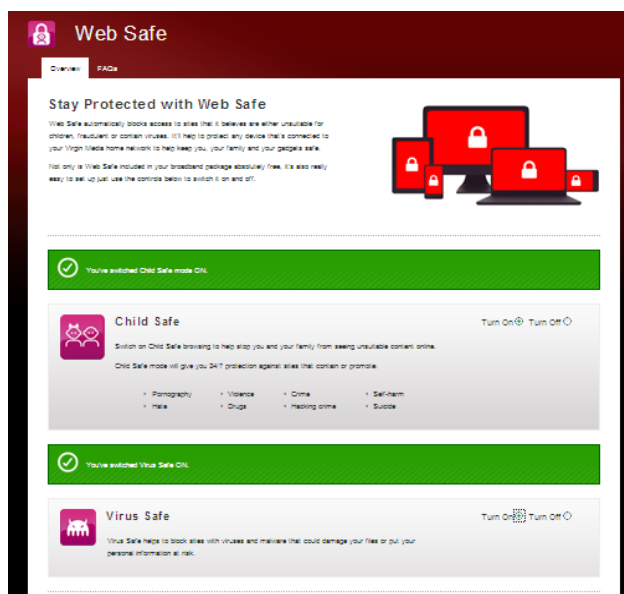 Web Safe
Overview FAQs
Stay Protected with Web Safe
Web Safe automatically blocks access to sites that it believes are either unsuitable for
children, fraudulent or contain viruses. It'll help to protect any device that's connected to
your Virgin Media home network to help keep you, your family and your gadgets safe.
Not only is Web Safe included in your broadband package absolutely free, it's also really
easy to set up just use the controls below to switch it on and off.
You've switched Child Safe mode ON.
Child Safe Turn On Turn Off
Switch on Child Safe browsing to help stop you and your family from seeing unsuitable content online.
Child Safe mode will give you 24/7 protection against sites that contain or promote:
• Pornography • Violence • Crime • Self-harm
• Hate • Drugs • Hacking crime • Suicide
You've switched Virus Safe ON.
Virus Safe Turn On Turn Off
Virus Safe helps to block sites with viruses and malware that could damage your files or put your
personal information at risk.